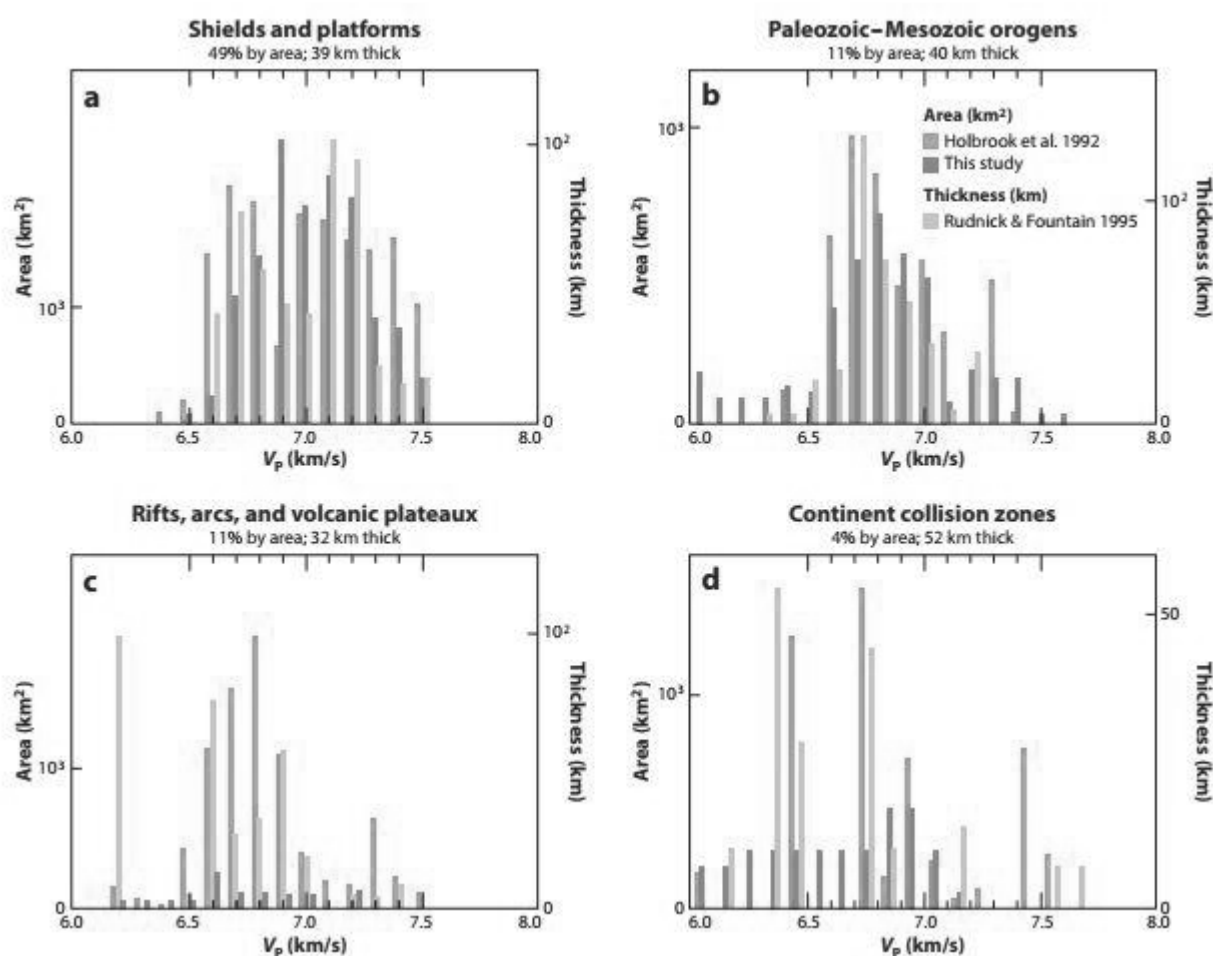 Shields and platforms
49% by area; 39 km thick
a
Area (km²)
10³
0
10²
0
Thickness (km)
6.0 6.5 7.0 7.5 8.0
Vₚ (km/s)
Paleozoic–Mesozoic orogens
11% by area; 40 km thick
b
Area (km²)
Holbrook et al. 1992
This study
Thickness (km)
Rudnick & Fountain 1995
Area (km²)
10³
0
10²
0
Thickness (km)
6.0 6.5 7.0 7.5 8.0
Vₚ (km/s)
Rifts, arcs, and volcanic plateaux
11% by area; 32 km thick
c
Area (km²)
10³
0
10²
0
Thickness (km)
6.0 6.5 7.0 7.5 8.0
Vₚ (km/s)
Continent collision zones
4% by area; 52 km thick
d
Area (km²)
10³
0
50
0
Thickness (km)
6.0 6.5 7.0 7.5 8.0
Vₚ (km/s)